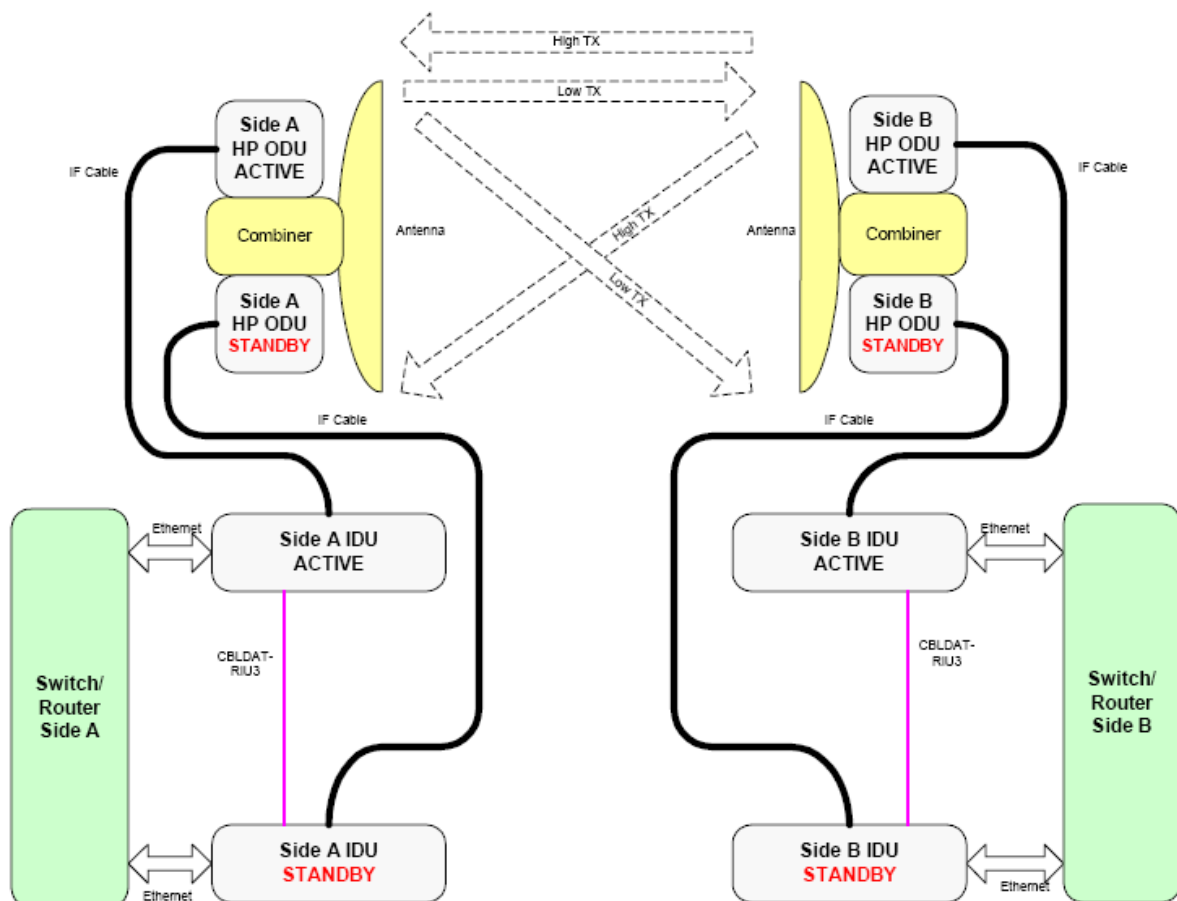 High TX
Low TX
Side A
HP ODU
ACTIVE
Side B
HP ODU
ACTIVE
IF Cable
IF Cable
Combiner
Antenna
High TX
Low TX
Antenna
Combiner
Side A
HP ODU
STANDBY
Side B
HP ODU
STANDBY
IF Cable
IF Cable
Ethernet
Side A IDU
ACTIVE
Side B IDU
ACTIVE
Ethernet
CBLDAT-
RIU3
CBLDAT-
RIU3
Switch/
Router
Side A
Switch/
Router
Side B
Side A IDU
STANDBY
Side B IDU
STANDBY
Ethernet
Ethernet